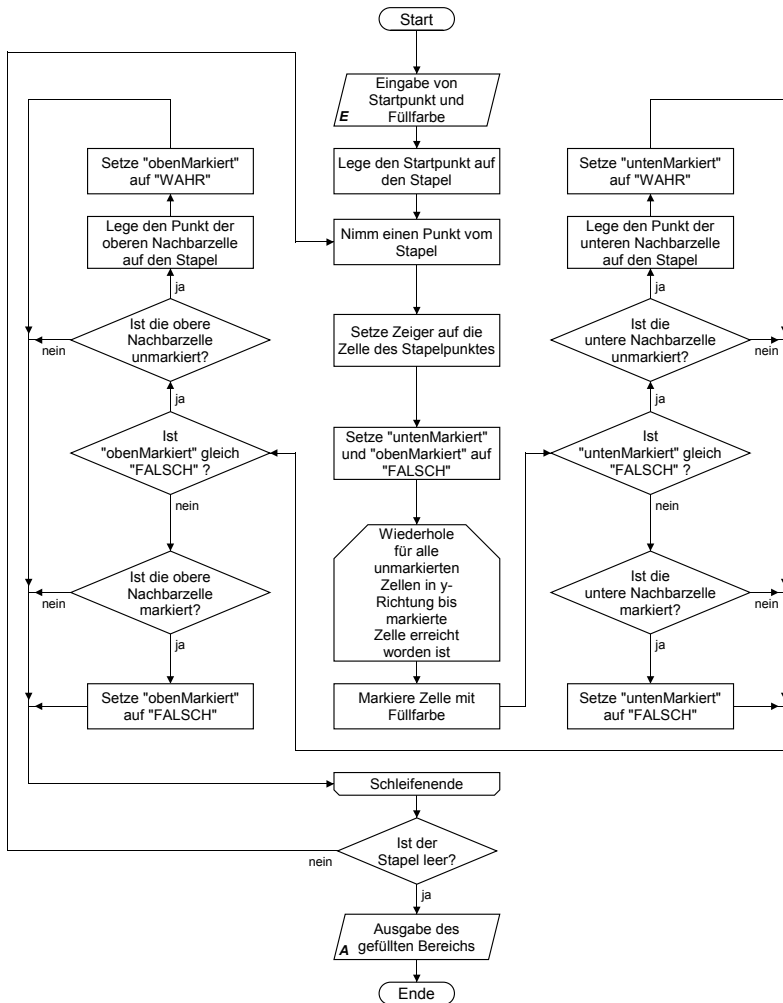 Start
Eingabe von
Startpunkt und
Füllfarbe
E
Lege den Startpunkt auf
den Stapel
Nimm einen Punkt vom
Stapel
Setze Zeiger auf die
Zelle des Stapelpunktes
Setze "untenMarkiert"
und "obenMarkiert" auf
"FALSCH"
Wiederhole
für alle
unmarkierten
Zellen in y-
Richtung bis
markierte
Zelle erreicht
worden ist
Markiere Zelle mit
Füllfarbe
Setze "untenMarkiert"
auf "WAHR"
Lege den Punkt der
unteren Nachbarzelle
auf den Stapel
ja
Ist die
untere Nachbarzelle
unmarkiert?
nein
ja
Ist
"untenMarkiert" gleich
"FALSCH" ?
nein
Ist die
untere Nachbarzelle
markiert?
nein
ja
Setze "untenMarkiert"
auf "FALSCH"
Setze "obenMarkiert"
auf "WAHR"
Lege den Punkt der
oberen Nachbarzelle
auf den Stapel
ja
Ist die obere
Nachbarzelle
unmarkiert?
nein
ja
Ist
"obenMarkiert" gleich
"FALSCH" ?
nein
Ist die obere
Nachbarzelle
markiert?
nein
ja
Setze "obenMarkiert"
auf "FALSCH"
Schleifenende
Ist der
Stapel leer?
nein
ja
Ausgabe des
gefüllten Bereichs
A
Ende